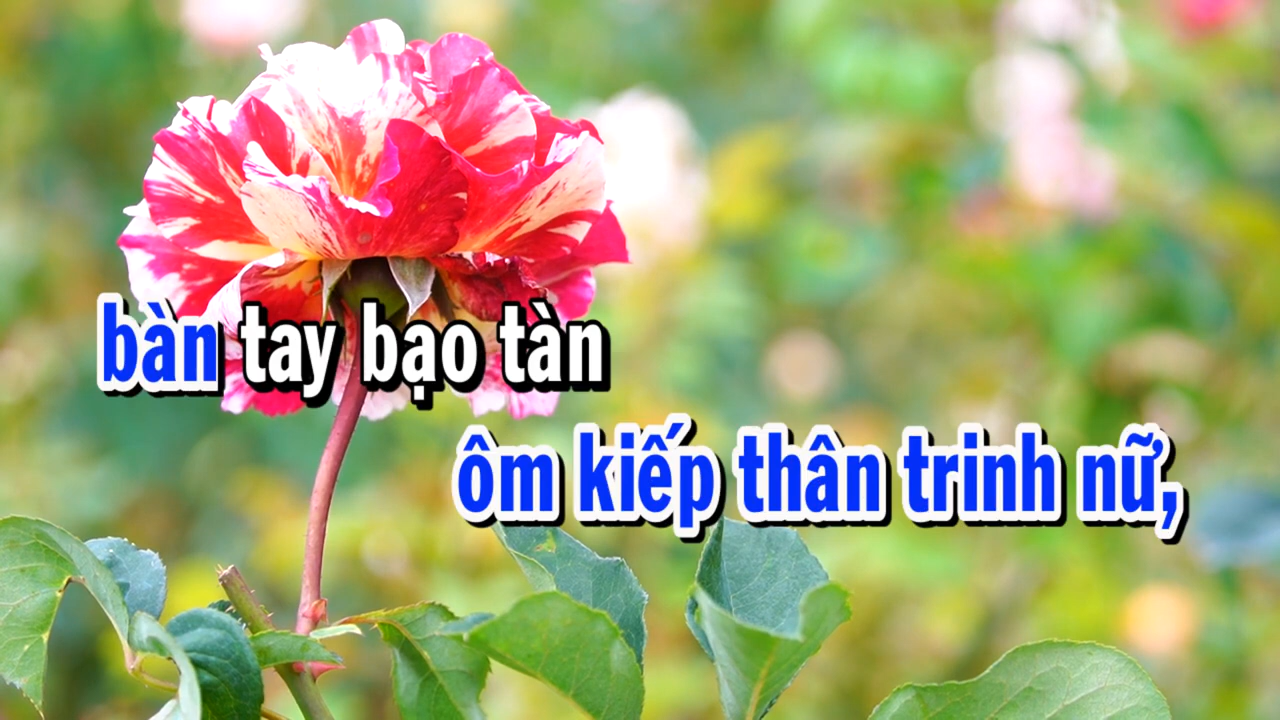 bàn tay bạo tàn
ôm kiếp thân trinh nữ,